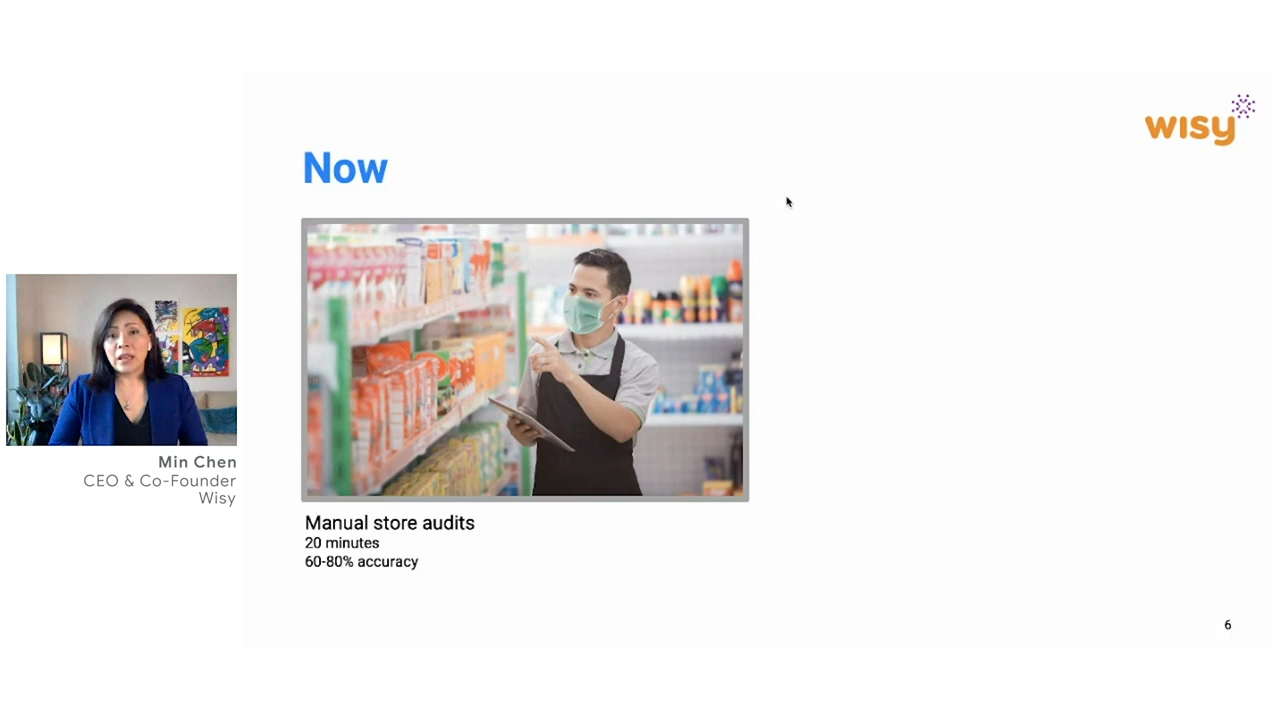 wisy
Now
Min Chen
CEO & Co-Founder
Wisy
Manual store audits
20 minutes
60-80% accuracy
6